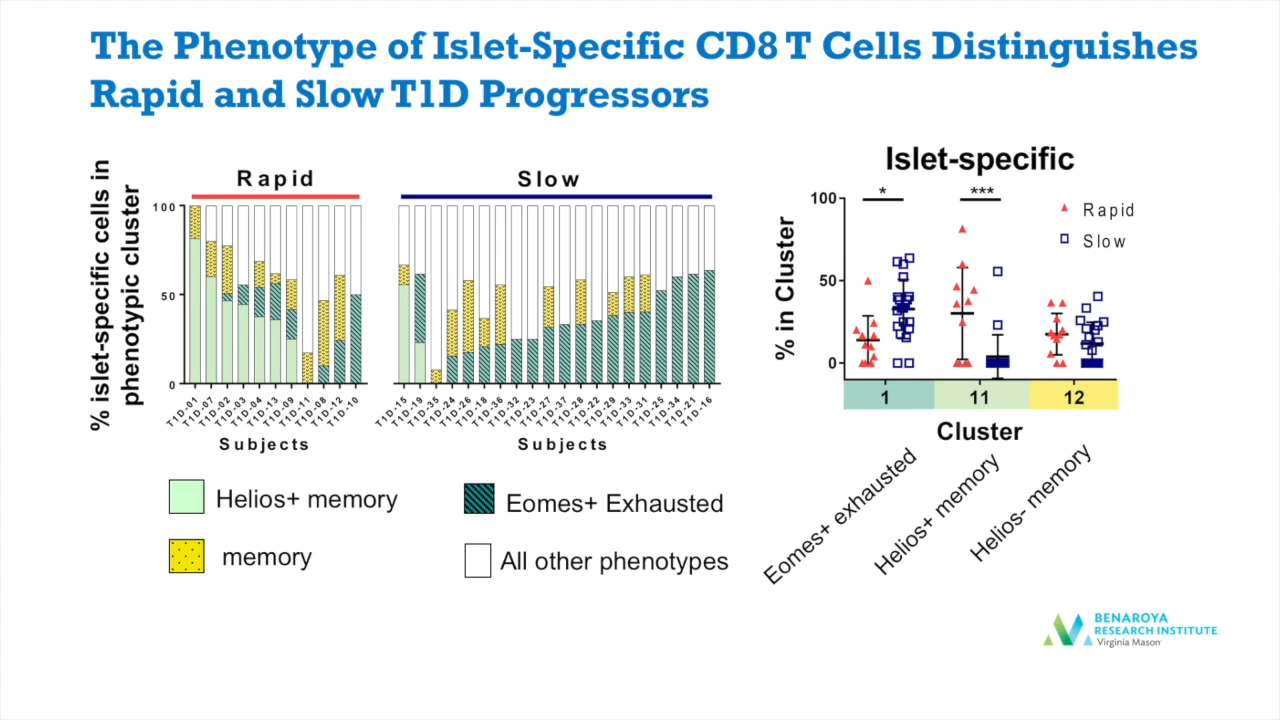 The Phenotype of Islet-Specific CD8 T Cells Distinguishes
Rapid and Slow T1D Progressors
% islet-specific cells in
phenotypic cluster
Rapid
Slow
100
50
0
T1D-01
T1D-07
T1D-02
T1D-03
T1D-04
T1D-13
T1D-09
T1D-11
T1D-08
T1D-12
T1D-10
T1D-15
T1D-19
T1D-35
T1D-24
T1D-26
T1D-18
T1D-36
T1D-32
T1D-23
T1D-27
T1D-37
T1D-28
T1D-22
T1D-29
T1D-33
T1D-31
T1D-25
T1D-34
T1D-21
T1D-16
Subjects
Subjects
Helios+ memory
Eomes+ Exhausted
memory
All other phenotypes
Islet-specific
% in Cluster
100
50
0
*
***
Rapid
Slow
1
11
12
Cluster
Eomes+ exhausted
Helios+ memory
Helios- memory
BENAROYA
RESEARCH INSTITUTE
Virginia Mason